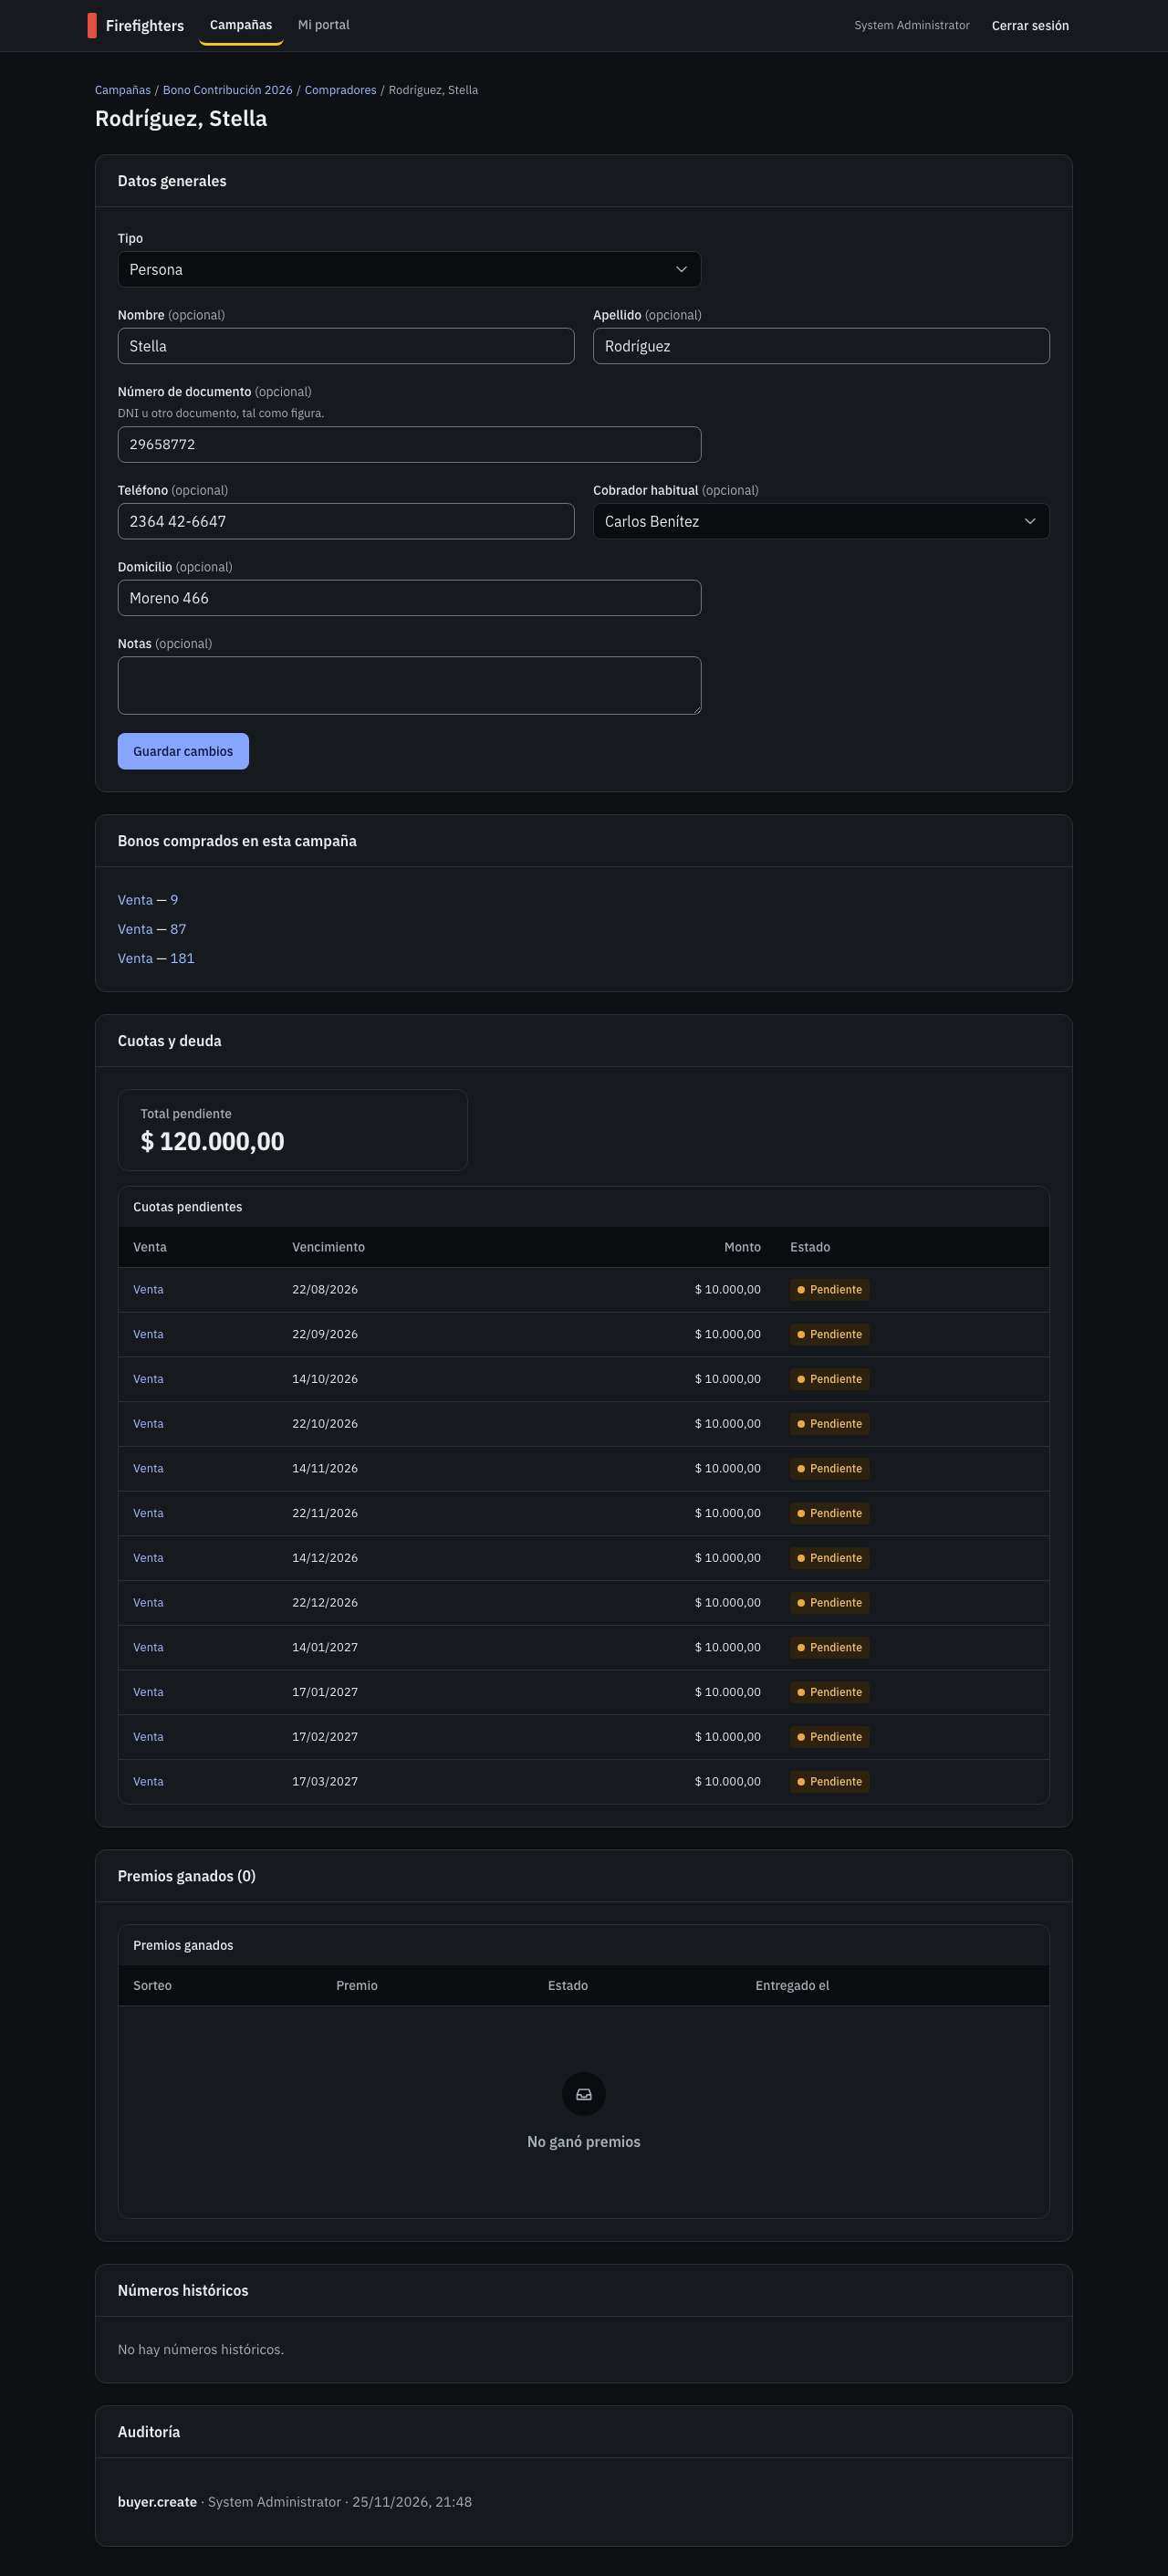 Firefighters Campañas Mi portal System Administrator Cerrar sesión
Campañas / Bono Contribución 2026 / Compradores / Rodríguez, Stella
Rodríguez, Stella
Datos generales
Tipo
Persona
Nombre (opcional) Apellido (opcional)
Stella Rodríguez
Número de documento (opcional)
DNI u otro documento, tal como figura.
29658772
Teléfono (opcional) Cobrador habitual (opcional)
2364 42-6647 Carlos Benítez
Domicilio (opcional)
Moreno 466
Notas (opcional)
Guardar cambios
Bonos comprados en esta campaña
Venta — 9
Venta — 87
Venta — 181
Cuotas y deuda
Total pendiente
$ 120.000,00
Cuotas pendientes
Venta Vencimiento Monto Estado
Venta 22/08/2026 $ 10.000,00 Pendiente
Venta 22/09/2026 $ 10.000,00 Pendiente
Venta 14/10/2026 $ 10.000,00 Pendiente
Venta 22/10/2026 $ 10.000,00 Pendiente
Venta 14/11/2026 $ 10.000,00 Pendiente
Venta 22/11/2026 $ 10.000,00 Pendiente
Venta 14/12/2026 $ 10.000,00 Pendiente
Venta 22/12/2026 $ 10.000,00 Pendiente
Venta 14/01/2027 $ 10.000,00 Pendiente
Venta 17/01/2027 $ 10.000,00 Pendiente
Venta 17/02/2027 $ 10.000,00 Pendiente
Venta 17/03/2027 $ 10.000,00 Pendiente
Premios ganados (0)
Premios ganados
Sorteo Premio Estado Entregado el
No ganó premios
Números históricos
No hay números históricos.
Auditoría
buyer.create · System Administrator · 25/11/2026, 21:48